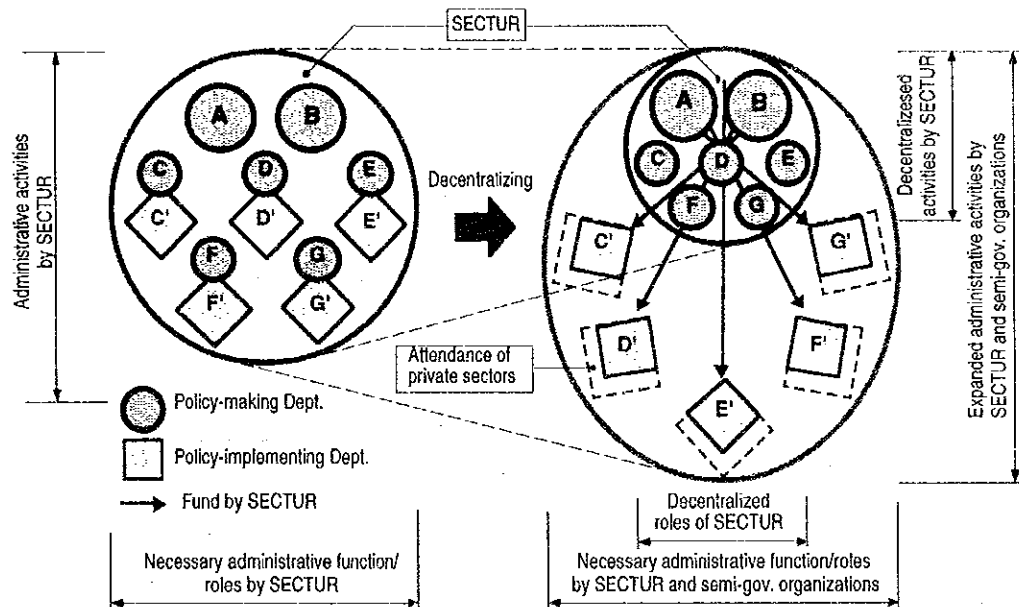 SECTUR
A
B
C
D
E
C'
D'
E'
F
G
F'
G'
Administrative activities
by SECTUR
Decentralizing
A
B
C
D
E
F
G
C'
G'
D'
F'
E'
Attendance of
private sectors
Decentralizesed
activities by SECTUR
Expanded administrative activities by
SECTUR and semi-gov. organizations
Policy-making Dept.
Policy-implementing Dept.
Fund by SECTUR
Decentralized
roles of SECTUR
Necessary administrative function/
roles by SECTUR
Necessary administrative function/roles
by SECTUR and semi-gov. organizations